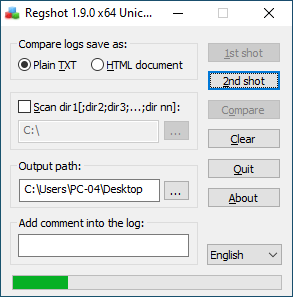 Regshot 1.9.0 x64 Unic...
Compare logs save as:
Plain TXT
HTML document
1st shot
2nd shot
Scan dir1[;dir2;dir3;...;dir nn]:
Compare
C:\
...
Clear
Output path:
Quit
C:\Users\PC-04\Desktop
...
About
Add comment into the log:
English